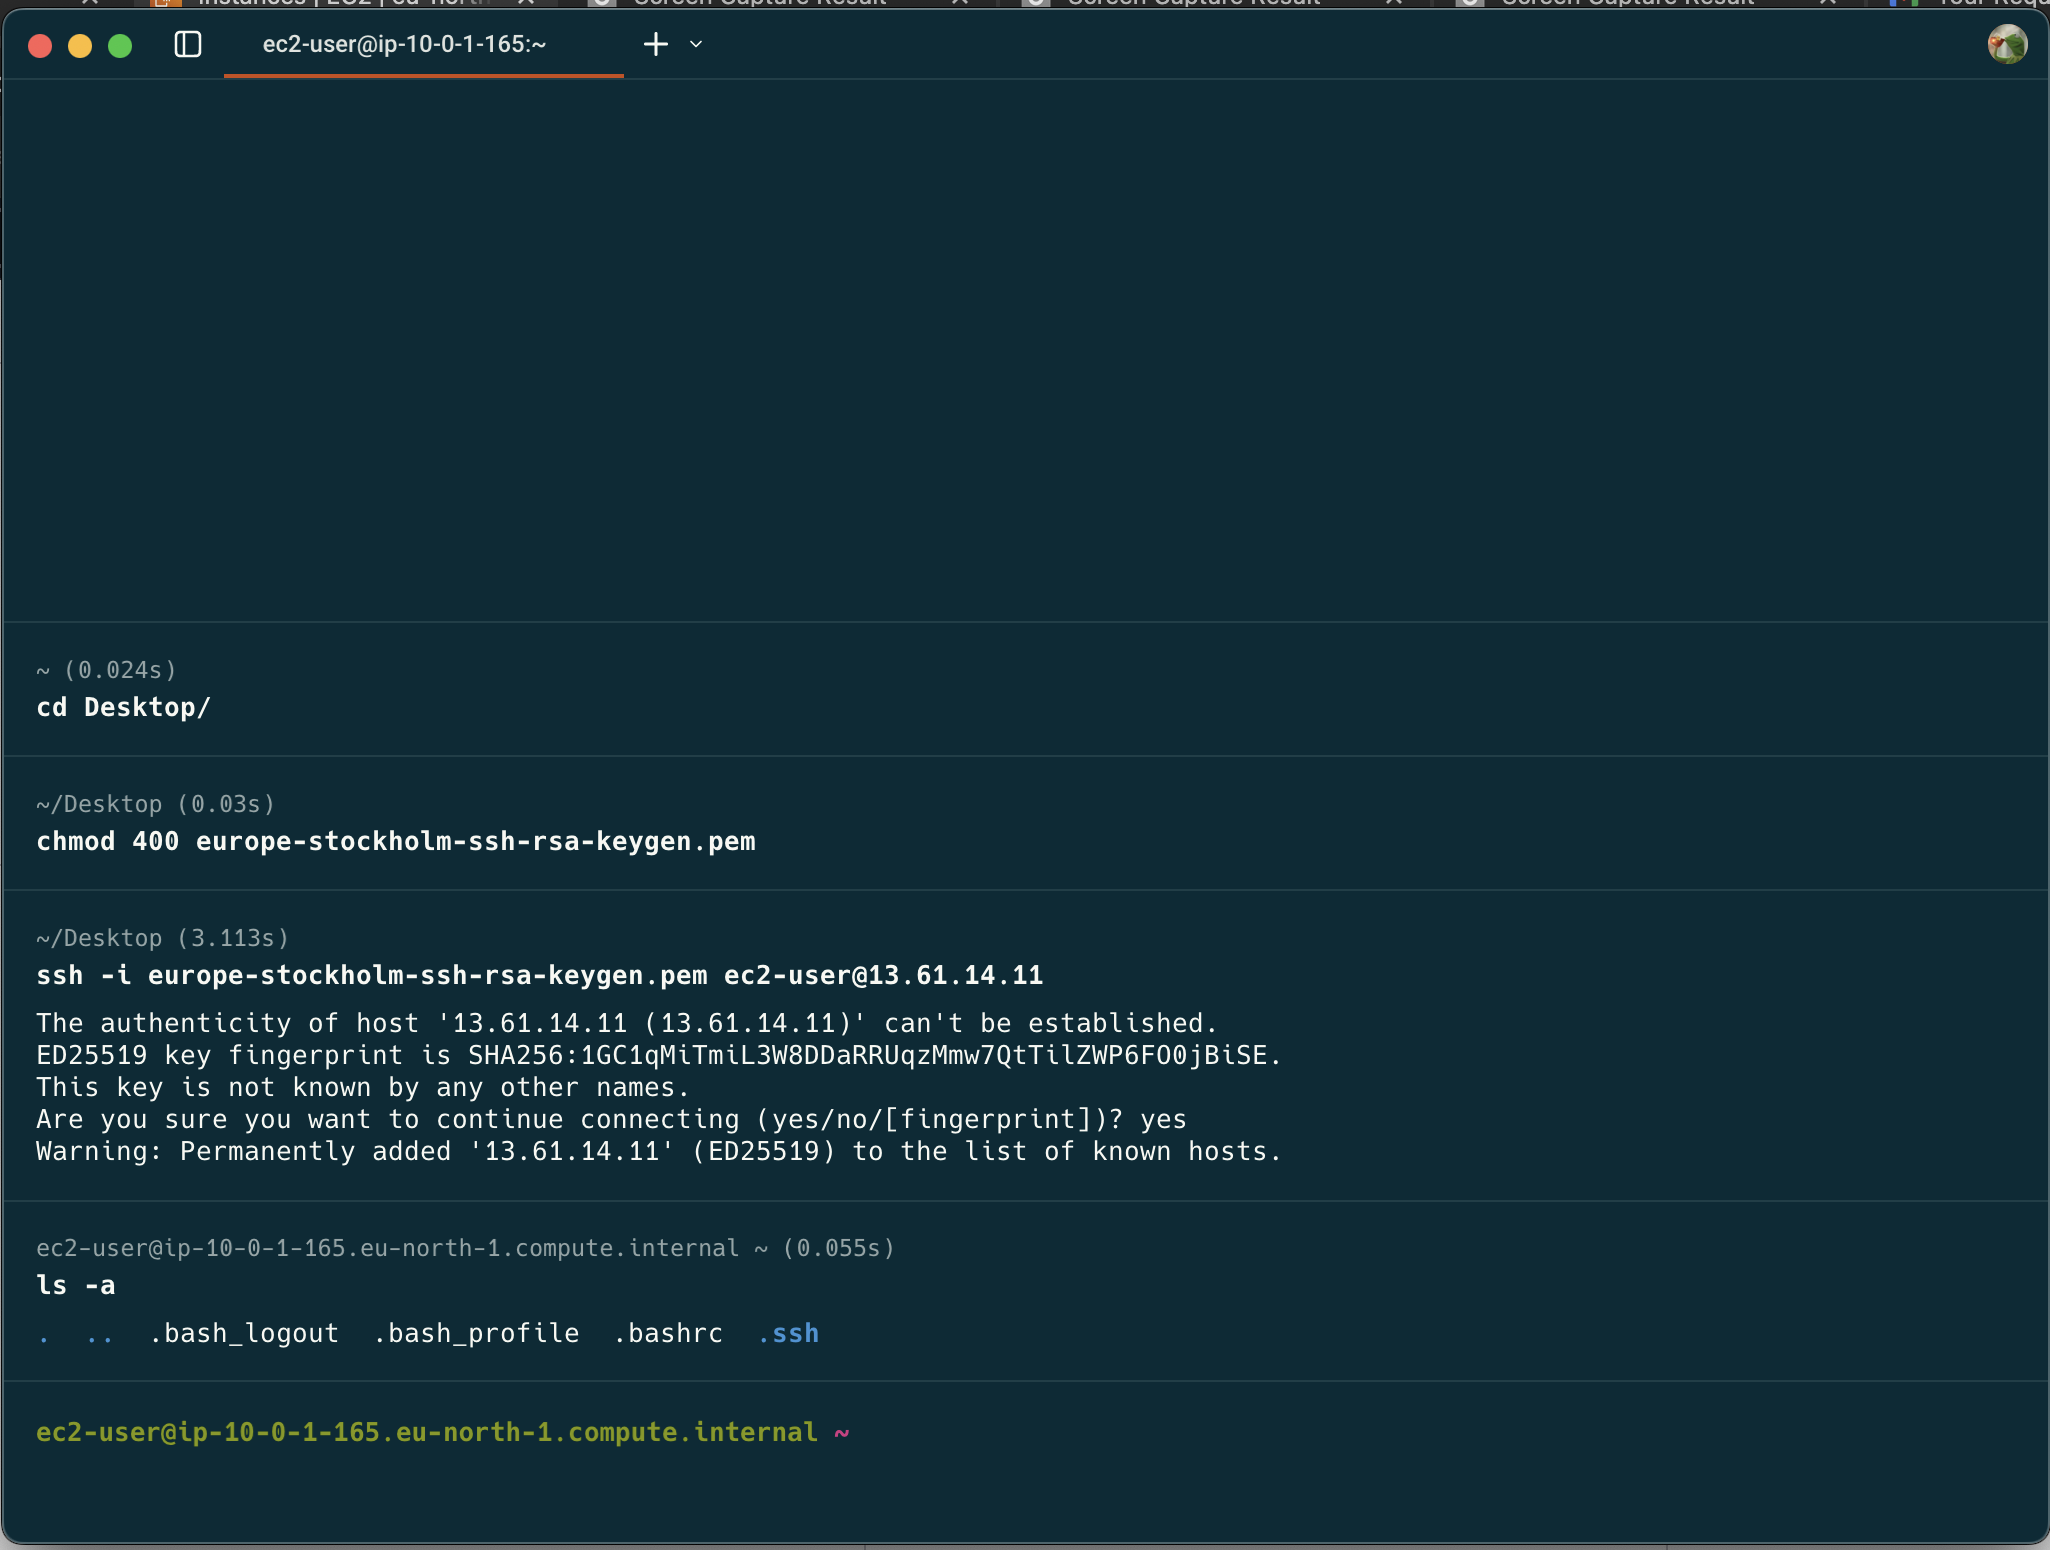 ec2-user@ip-10-0-1-165:~
~ (0.024s)
cd Desktop/
~/Desktop (0.03s)
chmod 400 europe-stockholm-ssh-rsa-keygen.pem
~/Desktop (3.113s)
ssh -i europe-stockholm-ssh-rsa-keygen.pem ec2-user@13.61.14.11
The authenticity of host '13.61.14.11 (13.61.14.11)' can't be established.
ED25519 key fingerprint is SHA256:1GC1qMiTmiL3W8DDaRRUqzMmw7QtTilZWP6FO0jBiSE.
This key is not known by any other names.
Are you sure you want to continue connecting (yes/no/[fingerprint])? yes
Warning: Permanently added '13.61.14.11' (ED25519) to the list of known hosts.
ec2-user@ip-10-0-1-165.eu-north-1.compute.internal ~ (0.055s)
ls -a
. .. .bash_logout .bash_profile .bashrc .ssh
ec2-user@ip-10-0-1-165.eu-north-1.compute.internal ~